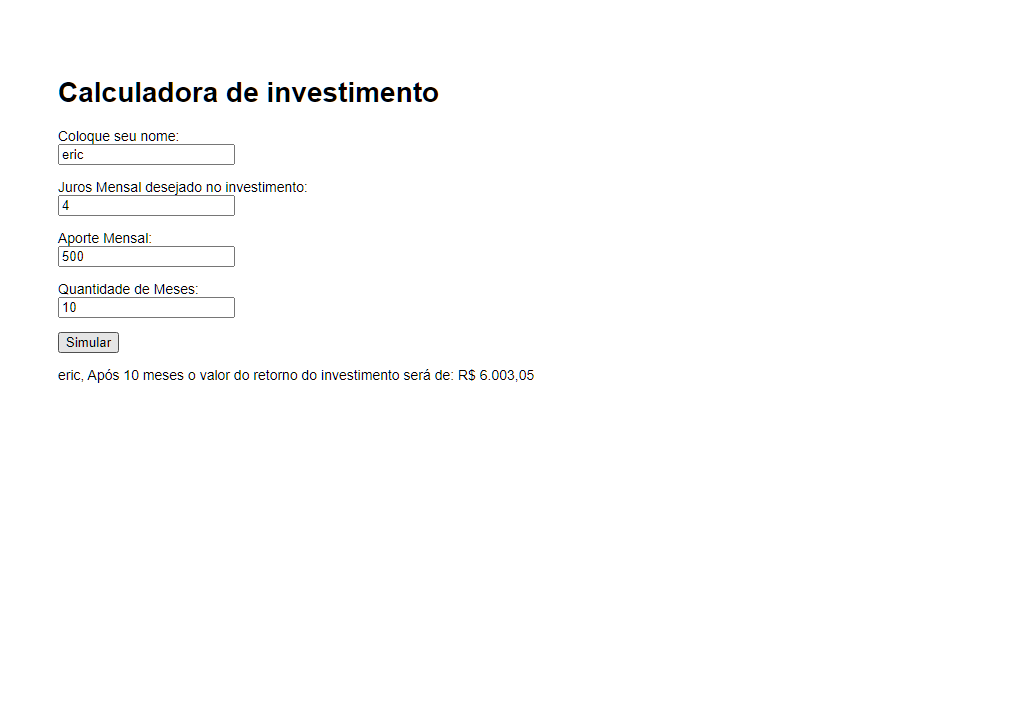 Calculadora de investimento
Coloque seu nome:
eric
Juros Mensal desejado no investimento:
4
Aporte Mensal:
500
Quantidade de Meses:
10
Simular
eric, Após 10 meses o valor do retorno do investimento será de: R$ 6.003,05